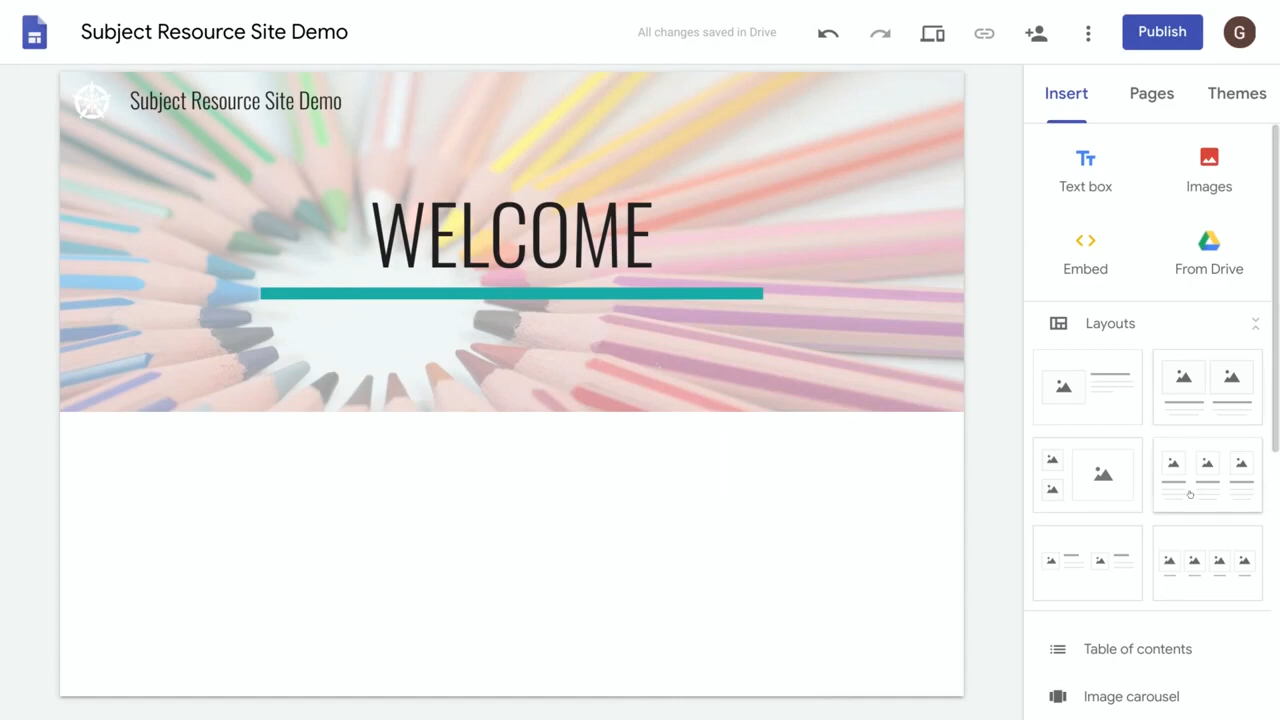 Subject Resource Site Demo
All changes saved in Drive
Publish
G
Subject Resource Site Demo
WELCOME
Insert
Pages
Themes
Tt
Text box
Images
Embed
From Drive
Layouts
Table of contents
Image carousel